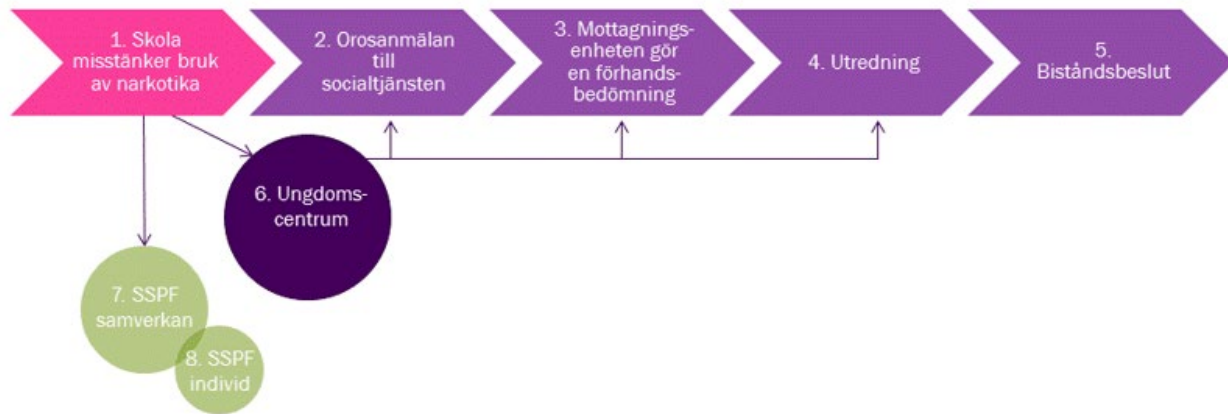 1. Skola
misstänker bruk
av narkotika
2. Orosanmälan
till
socialtjänsten
3. Mottagnings-
enheten gör
en förhands-
bedömning
4. Utredning
5.
Biståndsbeslut
6. Ungdoms-
centrum
7. SSPF
samverkan
8. SSPF
individ